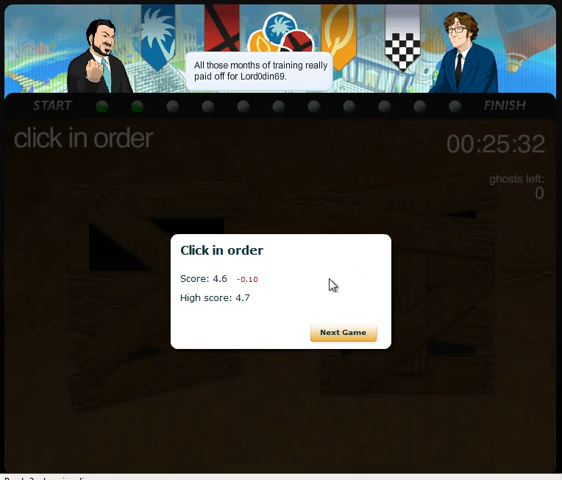 All those months of training really
paid off for Lord0din69.
START
FINISH
click in order
00:25:32
ghosts left:
0
Click in order
Score: 4.6 -0.10
High score: 4.7
Next Game